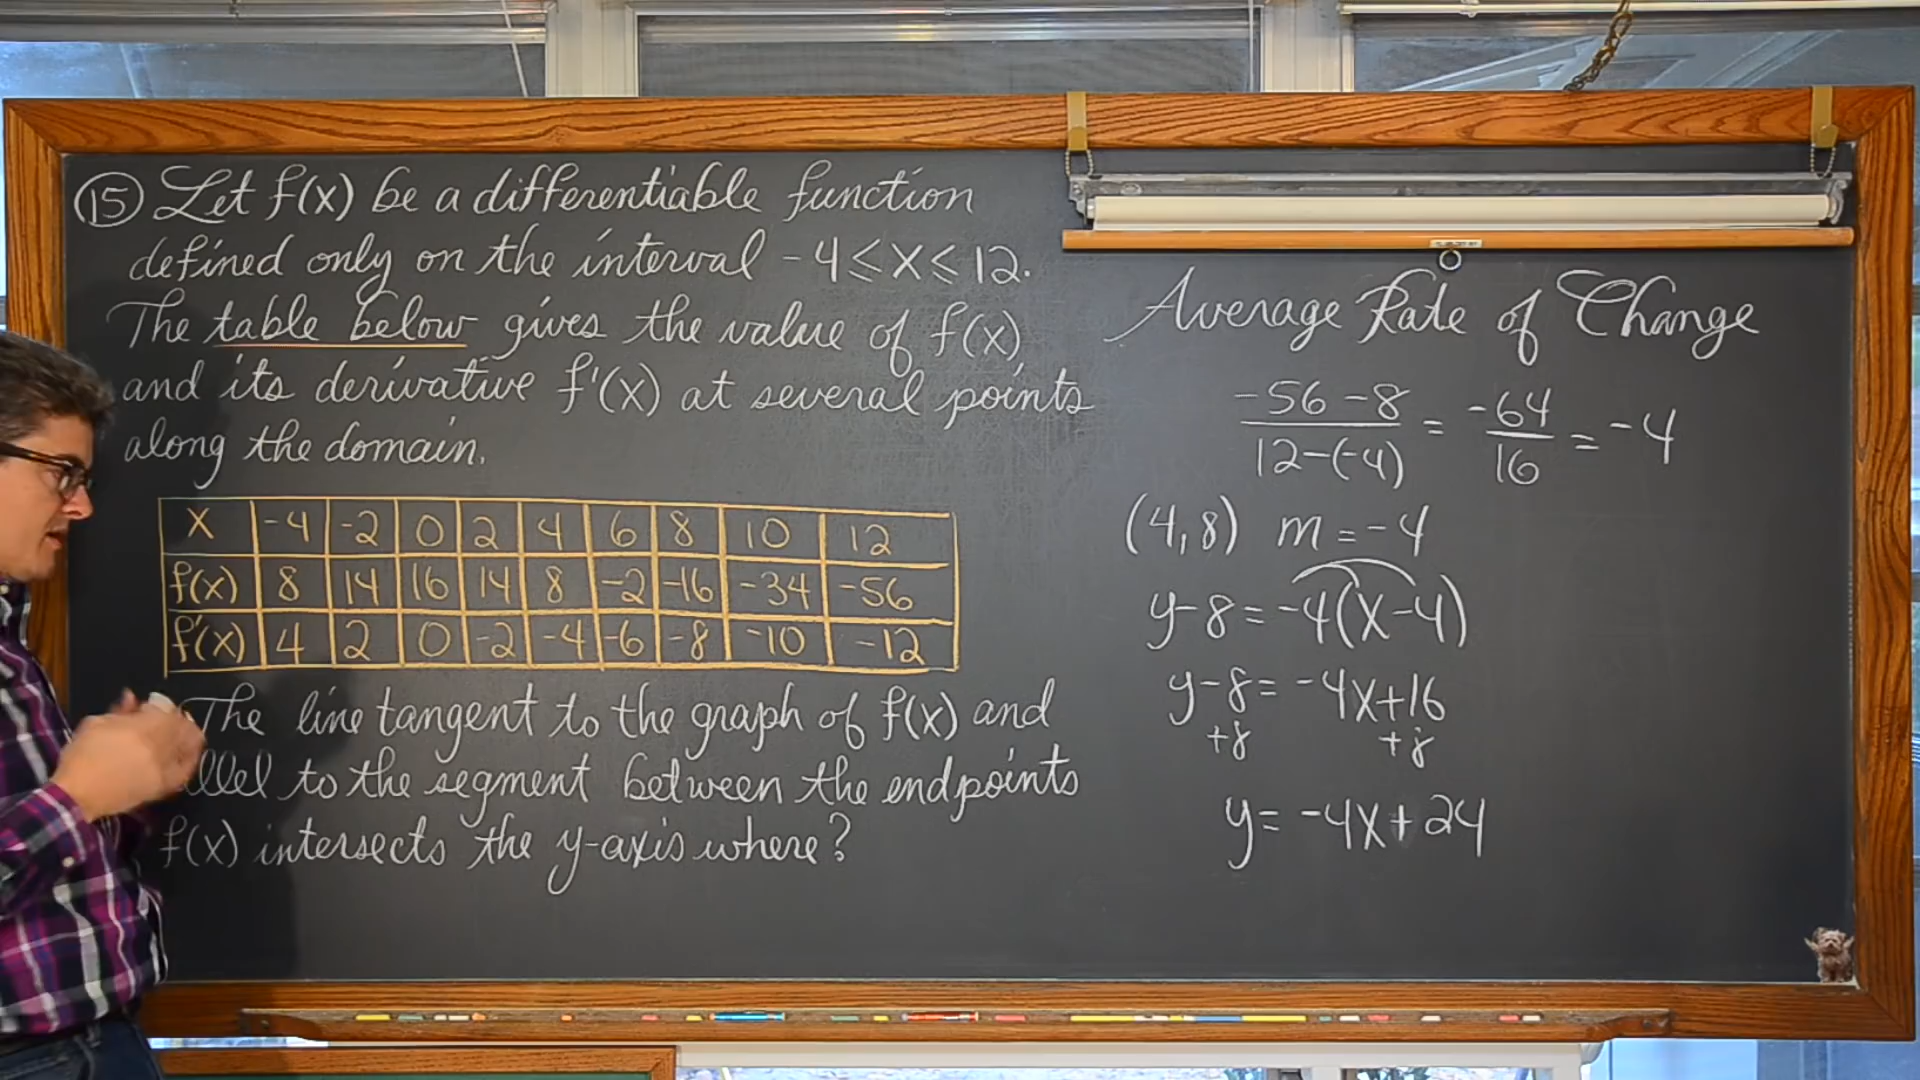 15 Let f(x) be a differentiable function
defined only on the interval -4 ≤ x ≤ 12.
The table below gives the value of f(x)
and its derivative f'(x) at several points
along the domain.
x -4 -2 0 2 4 6 8 10 12
f(x) 8 14 16 14 8 -2 -16 -34 -56
f'(x) 4 2 0 -2 -4 -6 -8 -10 -12
The line tangent to the graph of f(x) and
llel to the segment between the endpoints
f(x) intersects the y-axis where?
Average Rate of Change
-56-8/12-(-4) = -64/16 = -4
(4,8) m = -4
y-8 = -4(x-4)
y-8 = -4x+16
+8 +8
y = -4x+24